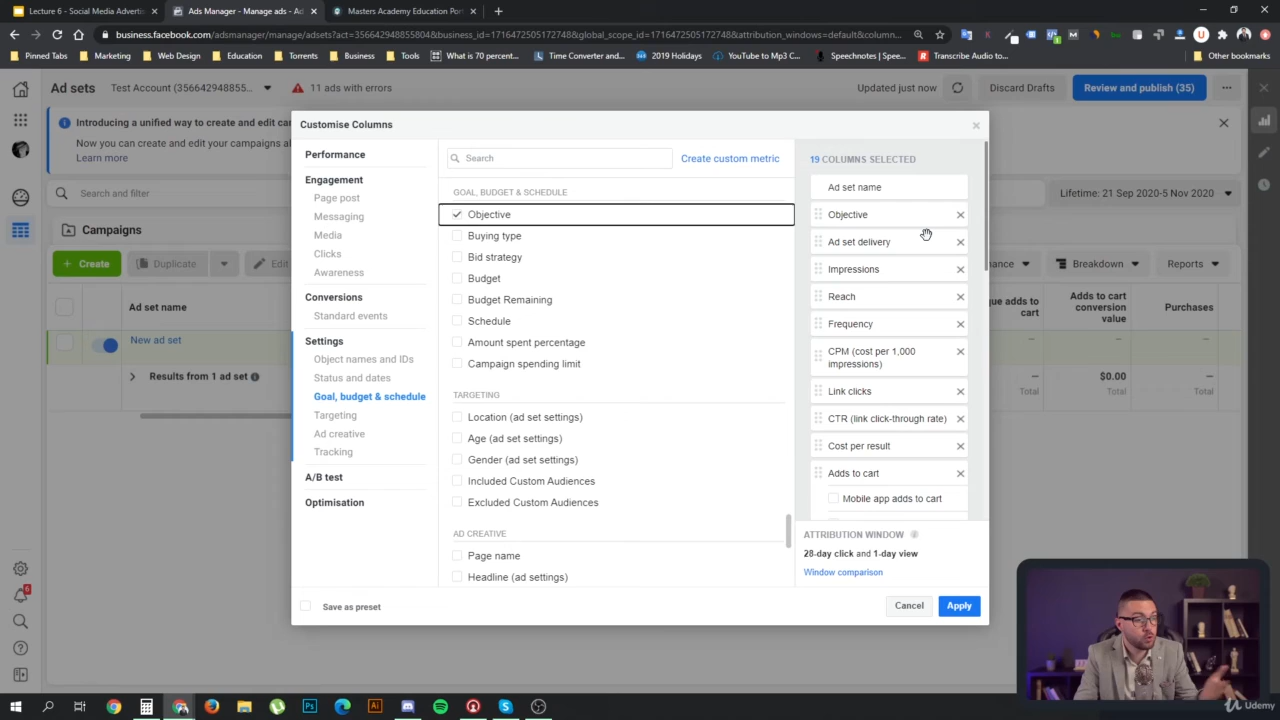 Lecture 6 - Social Media Adverti
Ads Manager - Manage ads - Ad
Masters Academy Education Port
business.facebook.com/adsmanager/manage/adsets?act=356642948855804&business_id=1716472505172748&global_scope_id=1716472505172748&attribution_windows=default&colum...
Pinned Tabs
Marketing
Web Design
Education
Torrents
Business
Tools
What is 70 percent...
Time Converter and...
2019 Holidays
YouTube to Mp3 C...
Speechnotes | Spee...
Transcribe Audio to...
Other bookmarks
Ad sets
Test Account (356642948855...
11 ads with errors
Updated just now
Discard Drafts
Review and publish (35)
Introducing a unified way to create and edit car
Now you can create and edit your campaigns al
Learn more
Search and filter
Lifetime: 21 Sep 2020-5 Nov 2020
Campaigns
Create
Duplicate
Edit
Breakdown
Reports
Ad set name
ue adds to cart
Adds to cart conversion value
Purchases
New ad set
Results from 1 ad set
—
Total
$0.00
Total
—
Total
Customise Columns
Performance
Engagement
Page post
Messaging
Media
Clicks
Awareness
Conversions
Standard events
Settings
Object names and IDs
Status and dates
Goal, budget & schedule
Targeting
Ad creative
Tracking
A/B test
Optimisation
Search
Create custom metric
GOAL, BUDGET & SCHEDULE
Objective
Buying type
Bid strategy
Budget
Budget Remaining
Schedule
Amount spent percentage
Campaign spending limit
TARGETING
Location (ad set settings)
Age (ad set settings)
Gender (ad set settings)
Included Custom Audiences
Excluded Custom Audiences
AD CREATIVE
Page name
Headline (ad settings)
19 COLUMNS SELECTED
Ad set name
Objective
Ad set delivery
Impressions
Reach
Frequency
CPM (cost per 1,000
impressions)
Link clicks
CTR (link click-through rate)
Cost per result
Adds to cart
Mobile app adds to cart
ATTRIBUTION WINDOW
28-day click and 1-day view
Window comparison
Save as preset
Cancel
Apply
Udemy